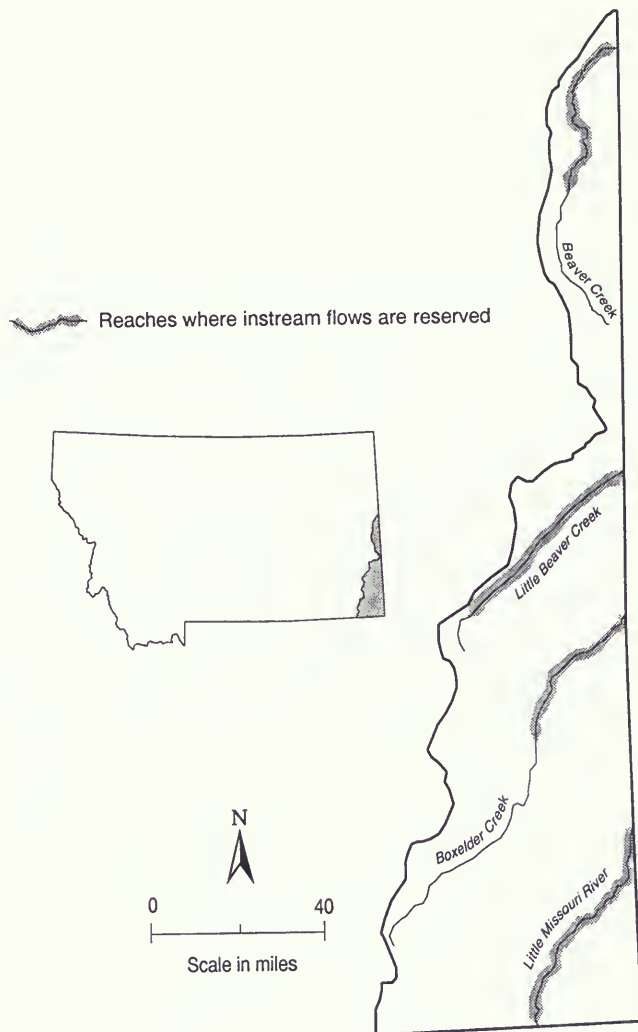 Beaver Creek
Reaches where instream flows are reserved
Little Beaver Creek
Boxelder Creek
N
0 40
Scale in miles
Little Missouri River